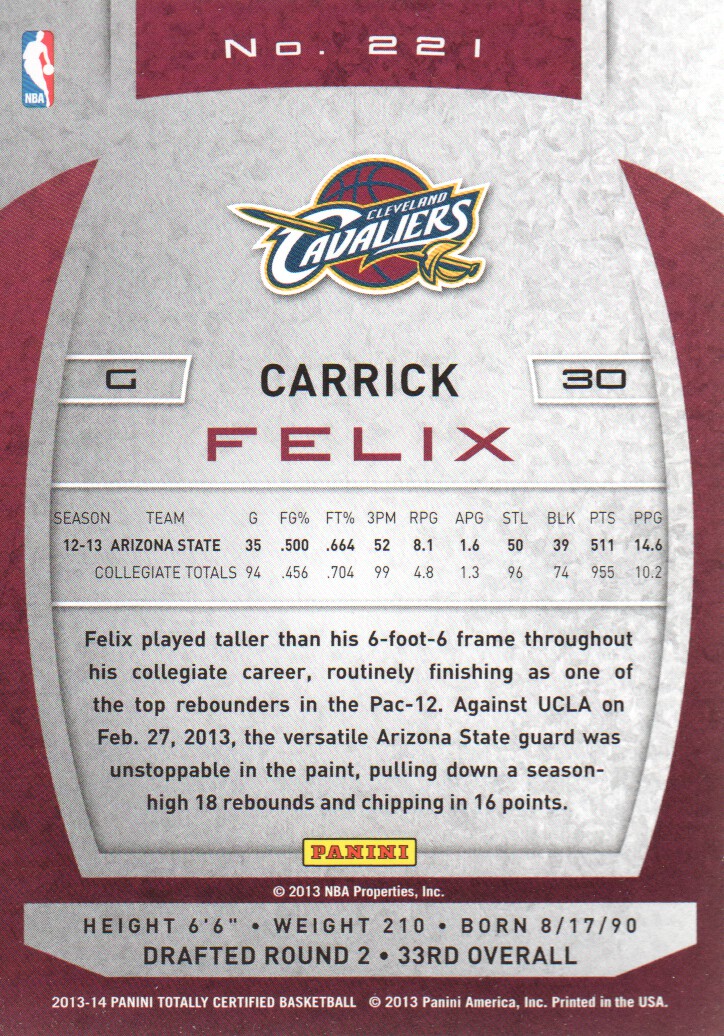 No. 221
NBA
CLEVELAND
CAVALIERS
G CARRICK 30
FELIX
SEASON TEAM G FG% FT% 3PM RPG APG STL BLK PTS PPG
12-13 ARIZONA STATE 35 .500 .664 52 8.1 1.6 50 39 511 14.6
COLLEGIATE TOTALS 94 .456 .704 99 4.8 1.3 96 74 955 10.2
Felix played taller than his 6-foot-6 frame throughout
his collegiate career, routinely finishing as one of
the top rebounders in the Pac-12. Against UCLA on
Feb. 27, 2013, the versatile Arizona State guard was
unstoppable in the paint, pulling down a season-
high 18 rebounds and chipping in 16 points.
PANINI
© 2013 NBA Properties, Inc.
HEIGHT 6'6" • WEIGHT 210 • BORN 8/17/90
DRAFTED ROUND 2 • 33RD OVERALL
2013-14 PANINI TOTALLY CERTIFIED BASKETBALL © 2013 Panini America, Inc. Printed in the USA.